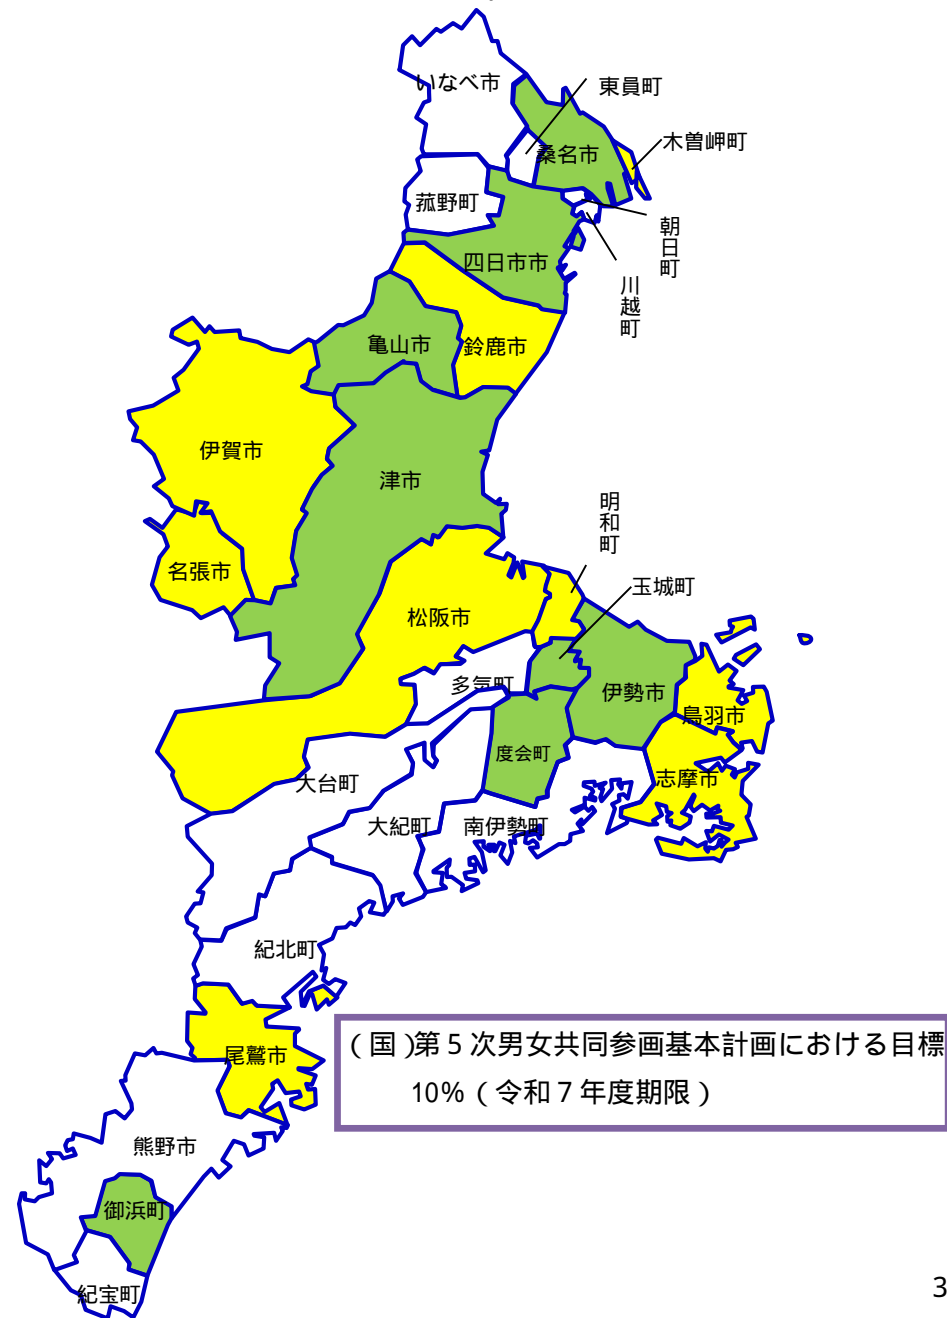 いなべ市
東員町
桑名市
木曽岬町
菰野町
朝日町
川越町
四日市市
亀山市
鈴鹿市
伊賀市
津市
名張市
明和町
玉城町
松阪市
多気町
伊勢市
鳥羽市
度会町
志摩市
大台町
大紀町
南伊勢町
紀北町
尾鷲市
(国)第5次男女共同参画基本計画における目標
10%(令和7年度期限)
熊野市
御浜町
紀宝町
3